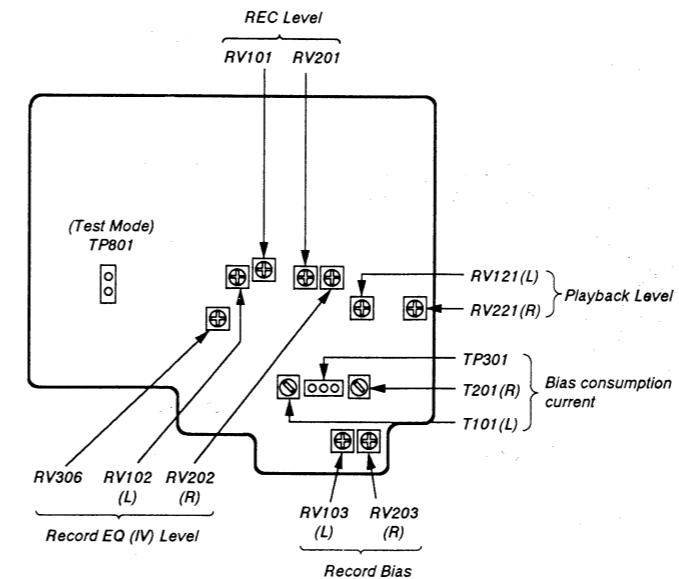 REC Level
RV101 RV201
(Test Mode)
TP801
RV121(L)
RV221(R)
Playback Level
TP301
T201(R)
T101(L)
Bias consumption
current
RV306 RV102 RV202
(L) (R)
Record EQ (IV) Level
RV103 RV203
(L) (R)
Record Bias